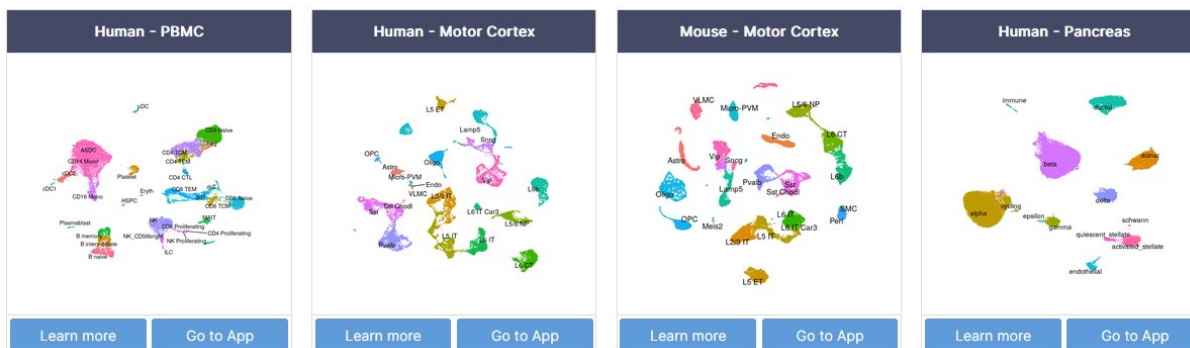 Human - PBMC
pDC
CD4 Naive
CD4 TCM
CD4 TEM
ASDC
CD14 Mono
cDC2
cDC1
CD16 Mono
Platelet
Eryth
HSPC
CD4 CTL
CD8 TEM
CD8 Naive
CD8 TCM
MAIT
Plasmablast
B memory
B intermediate
B naive
NK
NK_CD56bright
CD8 Proliferating
CD4 Proliferating
NK Proliferating
ILC
Learn more
Go to App
Human - Motor Cortex
L5 ET
Lamp5
Sncg
OPC
Oligo
Astro
Micro-PVM
Endo
VLMC
Vip
L6b
L2/3 IT
Sst Chodl
Sst
L6 IT Car3
L5/6 NP
Pvalb
L5 IT
L6 IT
L6 CT
Learn more
Go to App
Mouse - Motor Cortex
VLMC
Micro-PVM
L5/6 NP
Endo
L6 CT
Astro
Vip
Sncg
Pvalb
L6b
Oligo
Lamp5
Sst
Sst Chodl
OPC
Meis2
L6 IT
SMC
Peri
L6 IT Car3
L2/3 IT
L5 IT
L5 ET
Learn more
Go to App
Human - Pancreas
immune
ductal
beta
acinar
delta
cycling
alpha
epsilon
gamma
schwann
quiescent_stellate
activated_stellate
endothelial
Learn more
Go to App